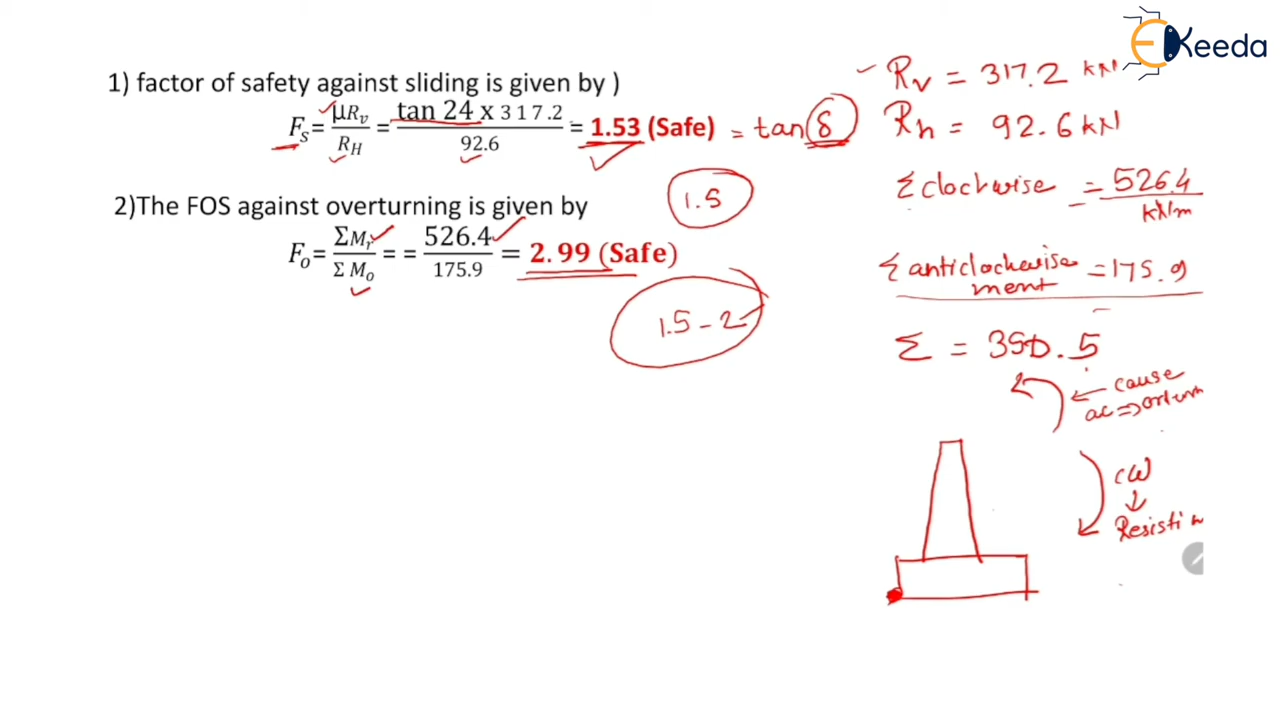 Keeda
1) factor of safety against sliding is given by )
Fs= μRv / RH = tan 24 x 317.2 / 92.6 = 1.53 (Safe) = tan δ
1.5
2)The FOS against overturning is given by
Fo= ΣMr / Σ Mo = = 526.4 / 175.9 = 2.99 (Safe)
1.5 - 2
Rv = 317.2 kN
Rh = 92.6 kN
Σ clockwise = 526.4 kNm
Σ anticlockwise = 175.9
ment
Σ = 350.5
cause
ac ⇒
cw
↓